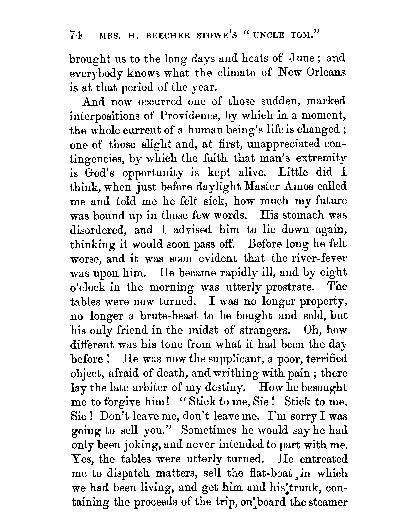 74 MRS. H. BEECHER STOWE'S "UNCLE TOM."
brought us to the long days and heats of June; and
everybody knows what the climate of New Orleans
is at that period of the year.
And now occurred one of those sudden, marked
interpositions of Providence, by which in a moment,
the whole current of a human being's life is changed;
one of those slight and, at first, unappreciated con-
tingencies, by which the faith that man's extremity
is God's opportunity is kept alive. Little did I
think, when just before daylight Master Amos called
me and told me he felt sick, how much my future
was bound up in those few words. His stomach was
disordered, and I advised him to lie down again,
thinking it would soon pass off. Before long he felt
worse, and it was soon evident that the river-fever
was upon him. He became rapidly ill, and by eight
o'clock in the morning was utterly prostrate. The
tables were now turned. I was no longer property,
no longer a brute-beast to be bought and sold, but
his only friend in the midst of strangers. Oh, how
different was his tone from what it had been the day
before! He was now the supplicant, a poor, terrified
object, afraid of death, and writhing with pain; there
lay the late arbiter of my destiny. How he besought
me to forgive him! "Stick to me, Sie! Stick to me,
Sie! Don't leave me, don't leave me. I'm sorry I was
going to sell you." Sometimes he would say he had
only been joking, and never intended to part with me.
Yes, the tables were utterly turned. He entreated
me to dispatch matters, sell the flat-boat in which
we had been living, and get him and his trunk, con-
taining the proceeds of the trip, on board the steamer